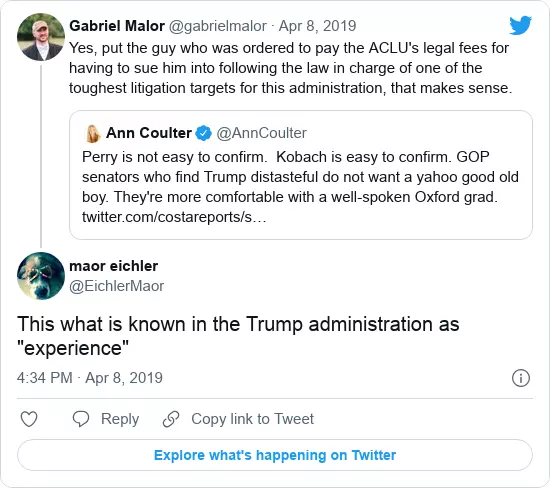 Gabriel Malor @gabrielmalor · Apr 8, 2019
Yes, put the guy who was ordered to pay the ACLU's legal fees for
having to sue him into following the law in charge of one of the
toughest litigation targets for this administration, that makes sense.
Ann Coulter @AnnCoulter
Perry is not easy to confirm. Kobach is easy to confirm. GOP
senators who find Trump distasteful do not want a yahoo good old
boy. They're more comfortable with a well-spoken Oxford grad.
twitter.com/costareports/s…
maor eichler
@EichlerMaor
This what is known in the Trump administration as
"experience"
4:34 PM · Apr 8, 2019
Reply Copy link to Tweet
Explore what's happening on Twitter